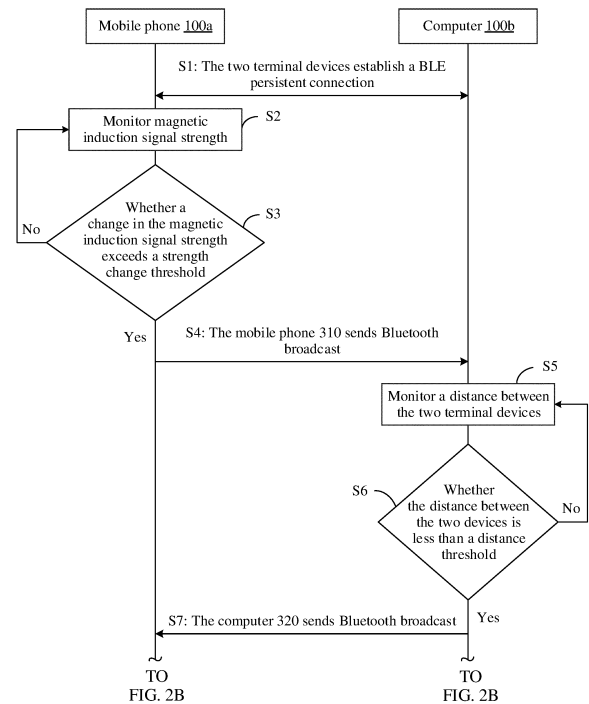 Mobile phone 100a
Computer 100b
S1: The two terminal devices establish a BLE
persistent connection
Monitor magnetic
induction signal strength
S2
Whether a
change in the magnetic
induction signal strength
exceeds a strength
change threshold
S3
No
Yes
S4: The mobile phone 310 sends Bluetooth
broadcast
S5
Monitor a distance between
the two terminal devices
S6
Whether
the distance between
the two devices is
less than a distance
threshold
No
Yes
S7: The computer 320 sends Bluetooth broadcast
TO
FIG. 2B
TO
FIG. 2B